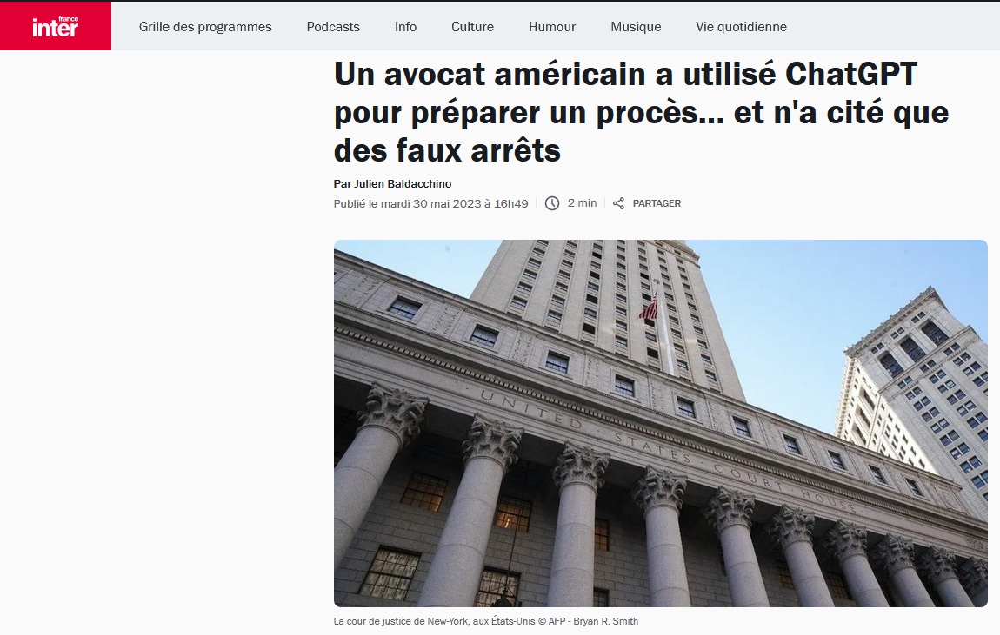 france
inter
Grille des programmes
Podcasts
Info
Culture
Humour
Musique
Vie quotidienne
Un avocat américain a utilisé ChatGPT
pour préparer un procès... et n'a cité que
des faux arrêts
Par Julien Baldacchino
Publié le mardi 30 mai 2023 à 16h49
2 min
PARTAGER
UNITED STATES COURT HOUSE
La cour de justice de New-York, aux États-Unis © AFP - Bryan R. Smith